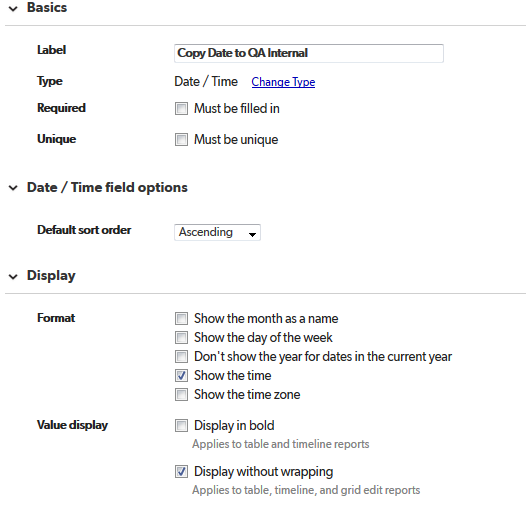 Basics
Label Copy Date to QA Internal
Type Date / Time Change Type
Required Must be filled in
Unique Must be unique
Date / Time field options
Default sort order Ascending
Display
Format Show the month as a name
Show the day of the week
Don't show the year for dates in the current year
Show the time
Show the time zone
Value display Display in bold
Applies to table and timeline reports
Display without wrapping
Applies to table, timeline, and grid edit reports